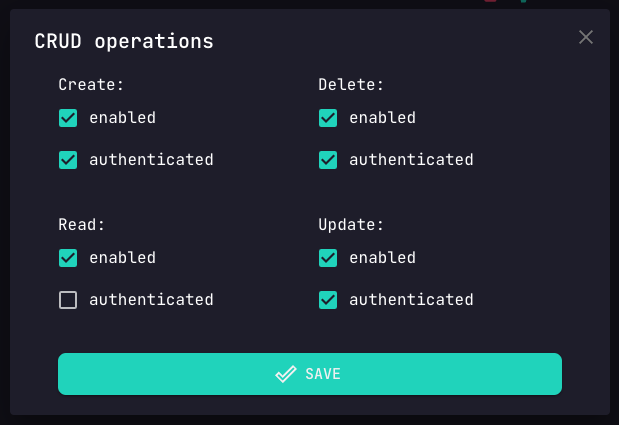 CRUD operations
Create:
enabled
authenticated
Delete:
enabled
authenticated
Read:
enabled
authenticated
Update:
enabled
authenticated
SAVE